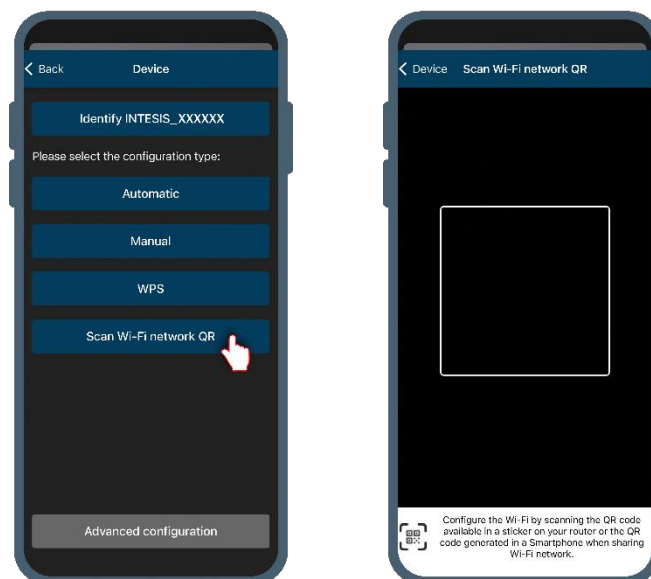 Back Device
Identify INTESIS_XXXXXX
Please select the configuration type:
Automatic
Manual
WPS
Scan Wi-Fi network QR
Advanced configuration
Device Scan Wi-Fi network QR
Configure the Wi-Fi by scanning the QR code
available in a sticker on your router or the QR
code generated in a Smartphone when sharing
Wi-Fi network.